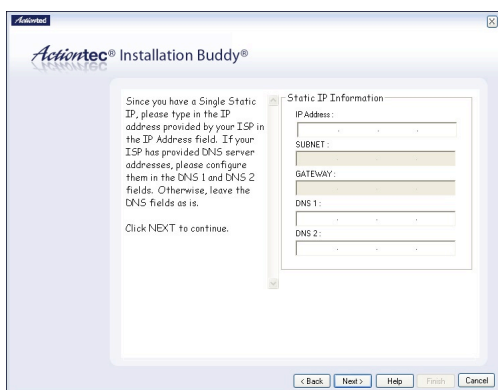 Actiontec
Actiontec® Installation Buddy®
Since you have a Single Static
IP, please type in the IP
address provided by your ISP in
the IP Address field. If your
ISP has provided DNS server
addresses, please configure
them in the DNS 1 and DNS 2
fields. Otherwise, leave the
DNS fields as is.
Click NEXT to continue.
Static IP Information
IP Address :
SUBNET :
GATEWAY :
DNS 1 :
DNS 2 :
< Back Next > Help Finish Cancel